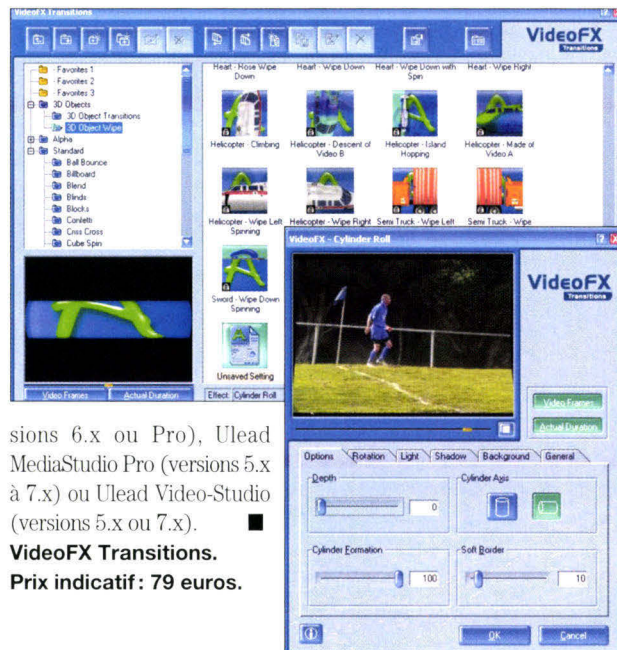 VideoFX Transitions
VideoFX
Transitions
- Favorites 1
- Favorites 2
- Favorites 3
3D Objects
3D Object Transitions
3D Object Wipe
Alpha
Standard
Ball Bounce
Billboard
Blend
Blinds
Blocks
Confetti
Criss Cross
Cube Spin
Heart - Rose Wipe Down
Heart - Wipe Down
Heart - Wipe Down with Spin
Heart - Wipe Right
Helicopter - Climbing
Helicopter - Descent of Video B
Helicopter - Island Hopping
Helicopter - Made of Video A
Helicopter - Wipe Left Spinning
Helicopter - Wipe Right
Semi Truck - Wipe Left
Semi Truck - Wipe
Sword - Wipe Down Spinning
Unsaved Setting
Video Frames
Actual Duration
Effect: Cylinder Roll
VideoFX - Cylinder Roll
VideoFX
Transitions
Video Frames
Actual Duration
Options
Rotation
Light
Shadow
Background
General
Depth
0
Cylinder Axis
Cylinder Formation
100
Soft Border
10
OK
Cancel
sions 6.x ou Pro), Ulead
MediaStudio Pro (versions 5.x
à 7.x) ou Ulead Video-Studio
(versions 5.x ou 7.x). ■
VideoFX Transitions.
Prix indicatif : 79 euros.